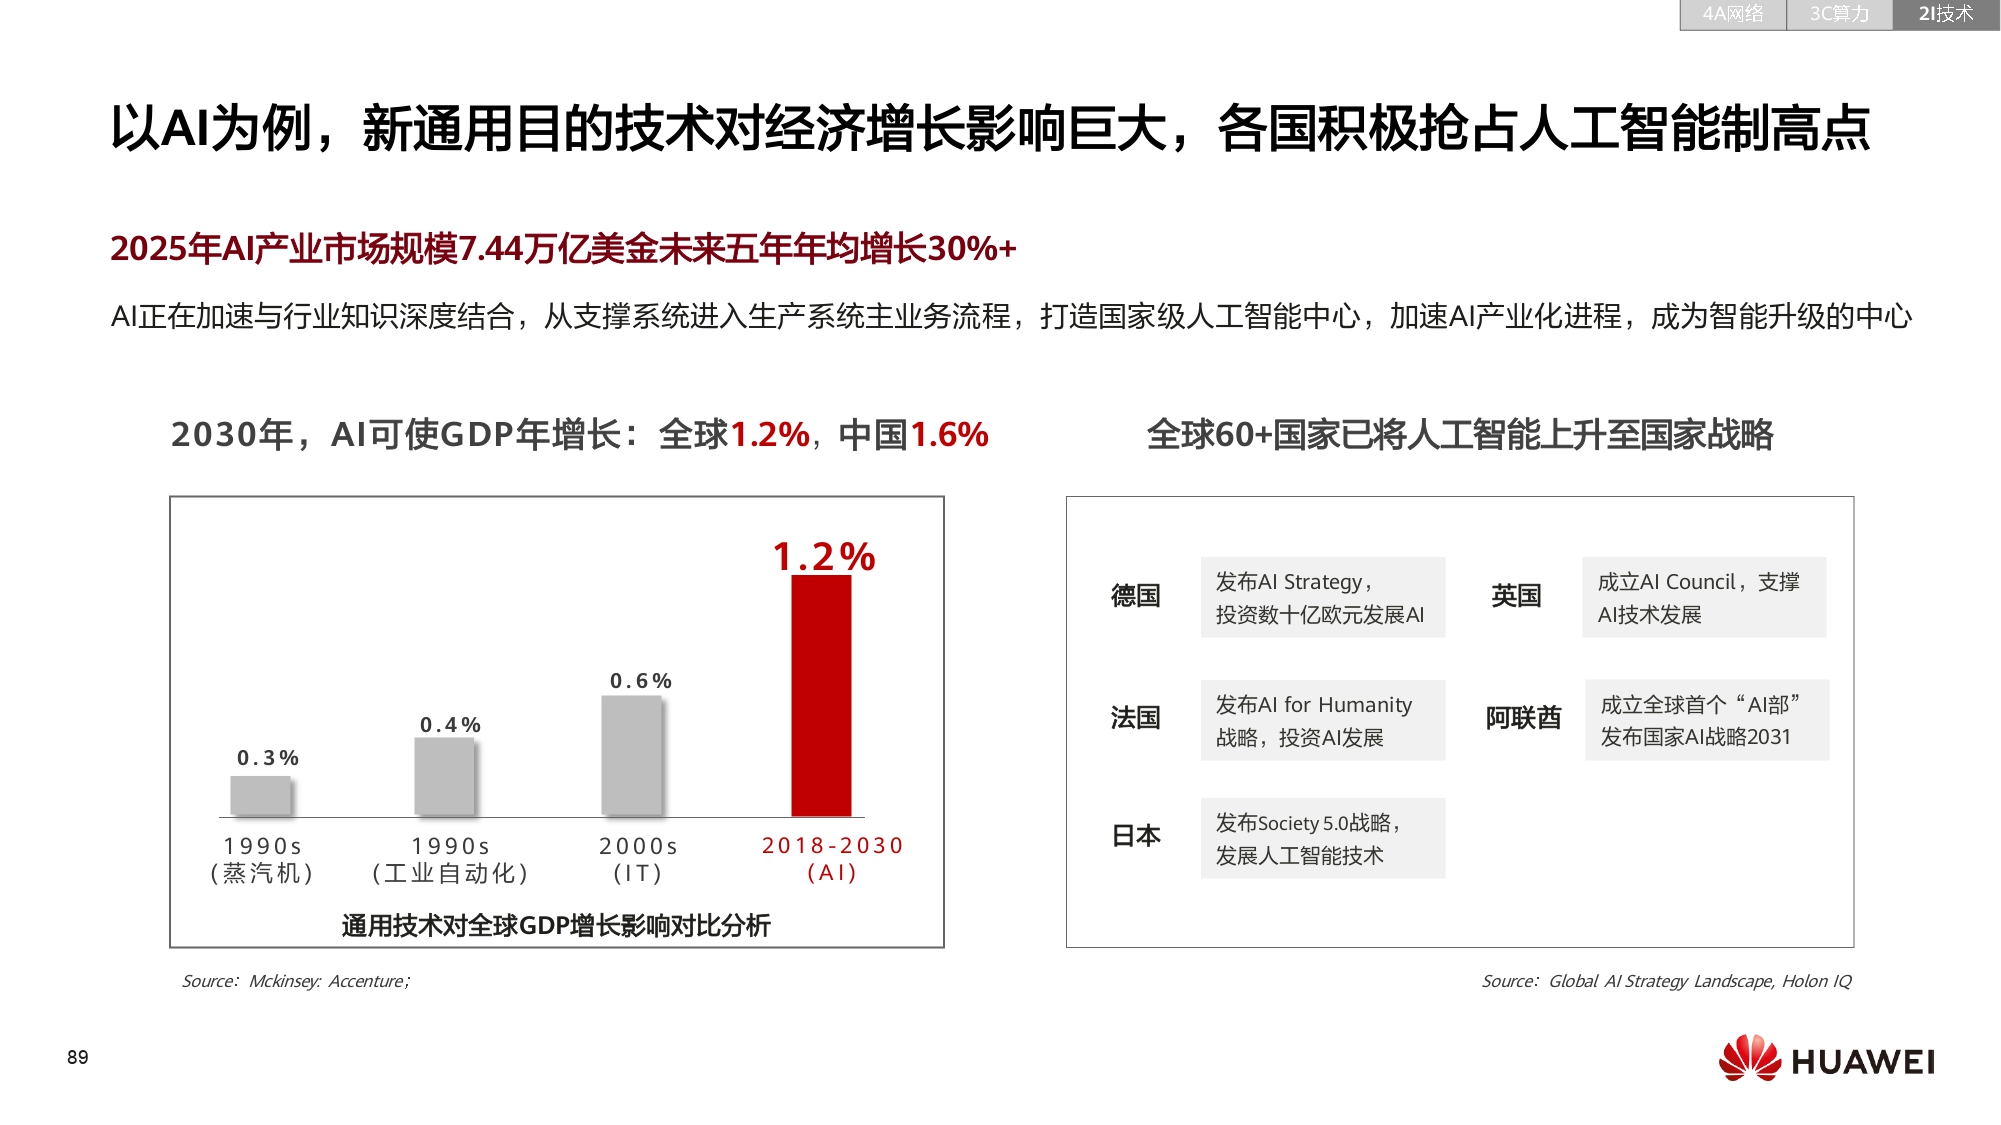 4A网络 3C算力 2I技术
以AI为例，新通用目的技术对经济增长影响巨大，各国积极抢占人工智能制高点
2025年AI产业市场规模7.44万亿美金未来五年年均增长30%+
AI正在加速与行业知识深度结合，从支撑系统进入生产系统主业务流程，打造国家级人工智能中心，加速AI产业化进程，成为智能升级的中心
2030年，AI可使GDP年增长：全球1.2%，中国1.6%
1.2%
0.6%
0.4%
0.3%
1990s 1990s 2000s 2018-2030
(蒸汽机) (工业自动化) (IT) (AI)
通用技术对全球GDP增长影响对比分析
Source：Mckinsey: Accenture；
全球60+国家已将人工智能上升至国家战略
德国
发布AI Strategy，
投资数十亿欧元发展AI
英国
成立AI Council，支撑
AI技术发展
法国
发布AI for Humanity
战略，投资AI发展
阿联酋
成立全球首个“AI部”
发布国家AI战略2031
日本
发布Society 5.0战略，
发展人工智能技术
Source：Global AI Strategy Landscape, Holon IQ
89
HUAWEI